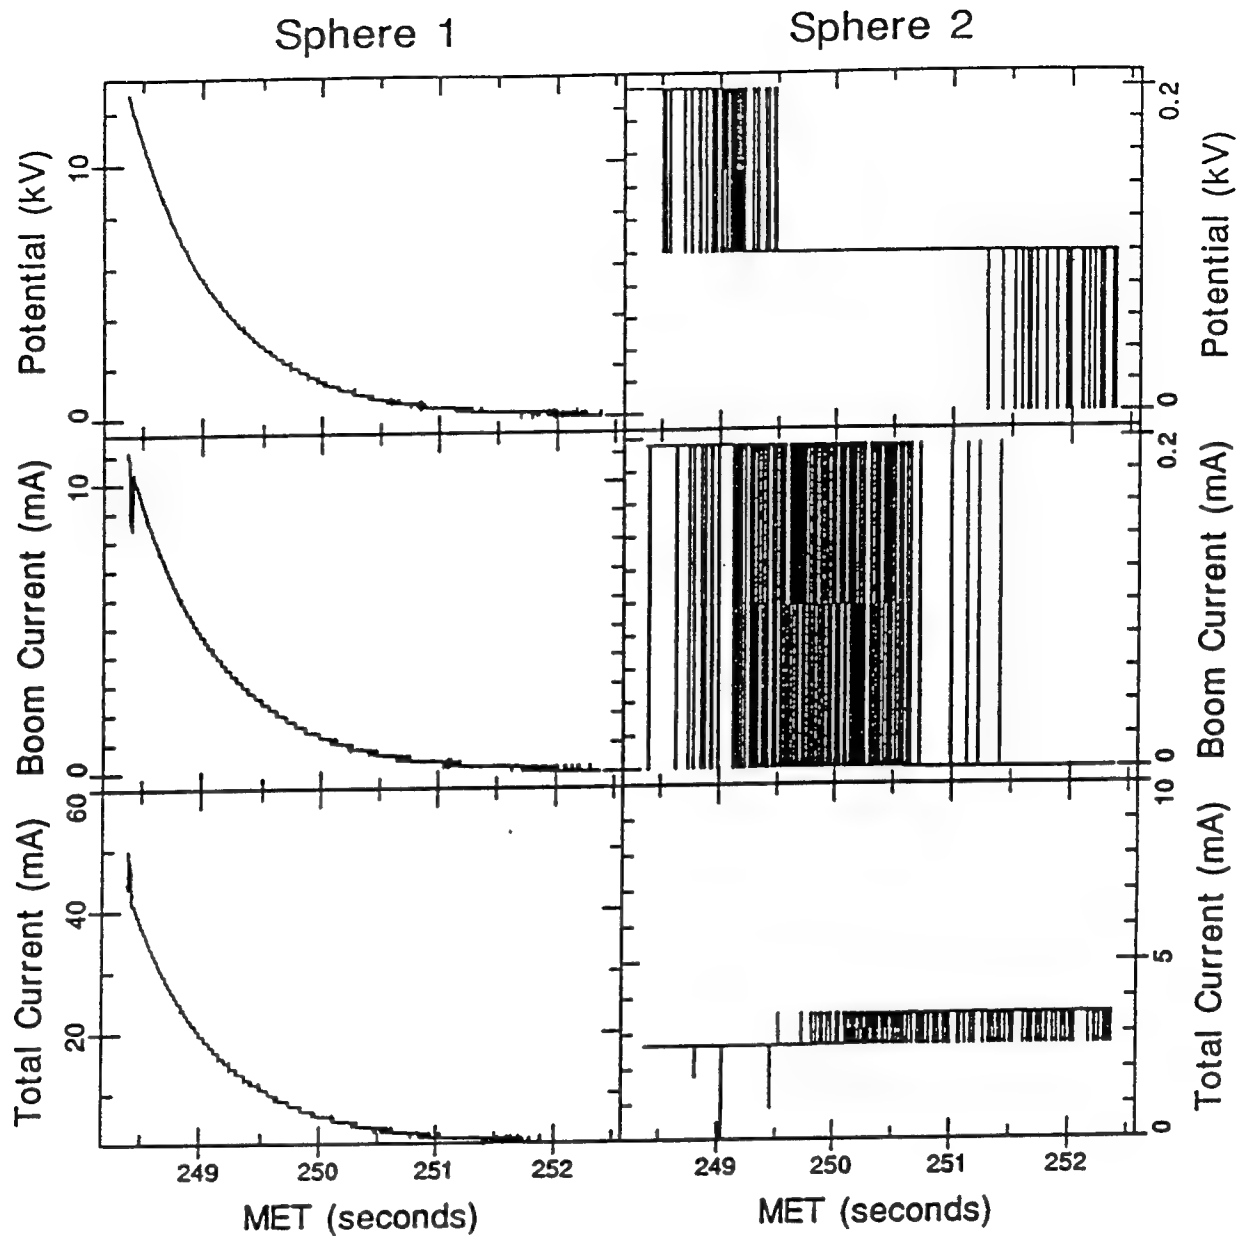 Sphere 1
Sphere 2
Potential (kV)
10
0
0.2
0
Potential (kV)
Boom Current (mA)
10
0
0.2
0
Boom Current (mA)
Total Current (mA)
60
40
20
10
5
0
Total Current (mA)
249 250 251 252
249 250 251 252
MET (seconds)
MET (seconds)